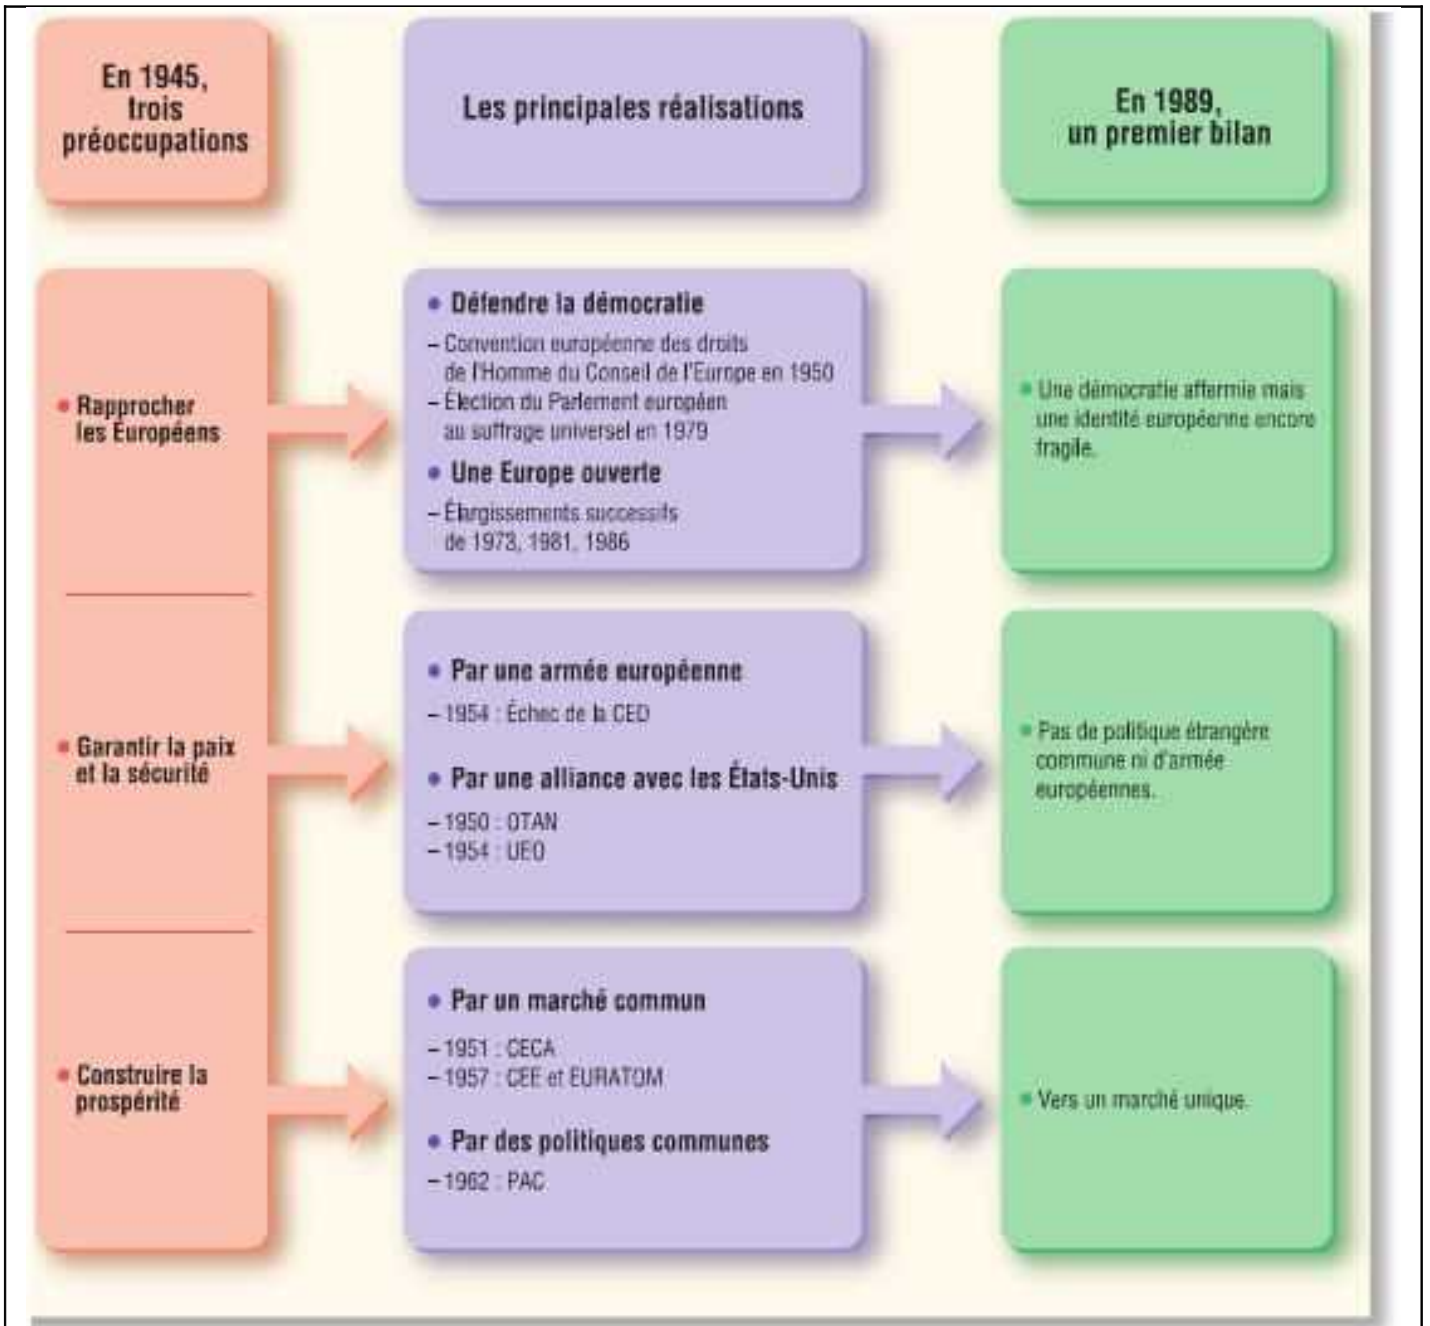 En 1945,
trois
préoccupations
Les principales réalisations
En 1989,
un premier bilan
• Rapprocher
les Européens
• Défendre la démocratie
– Convention européenne des droits
de l'Homme du Conseil de l'Europe en 1950
– Élection du Parlement européen
au suffrage universel en 1979
• Une Europe ouverte
– Élargissements successifs
de 1973, 1981, 1986
• Une démocratie affermie mais
une identité européenne encore
fragile.
• Garantir la paix
et la sécurité
• Par une armée européenne
– 1954 : Échec de la CED
• Par une alliance avec les États-Unis
– 1950 : OTAN
– 1954 : UEO
• Pas de politique étrangère
commune ni d'armée
européennes.
• Construire la
prospérité
• Par un marché commun
– 1951 : CECA
– 1957 : CEE et EURATOM
• Par des politiques communes
– 1962 : PAC
• Vers un marché unique.